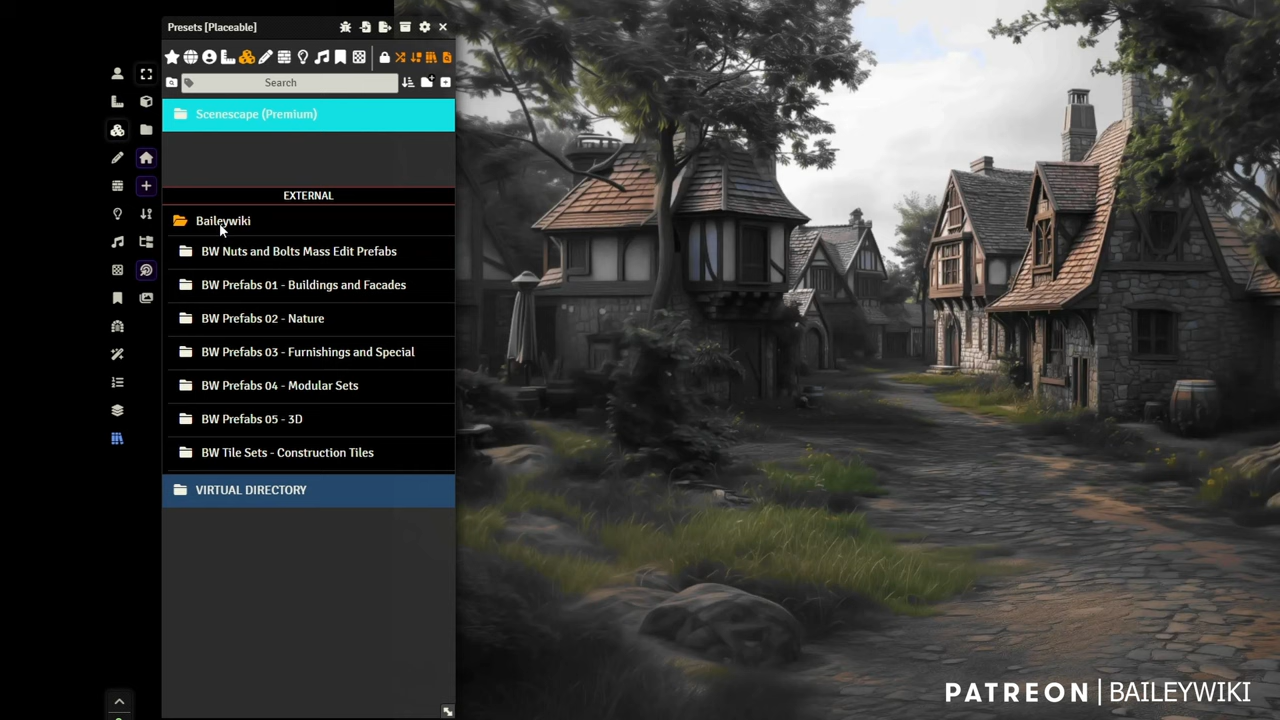 Presets [Placeable]
Search
Scenescape (Premium)
EXTERNAL
Baileywiki
BW Nuts and Bolts Mass Edit Prefabs
BW Prefabs 01 - Buildings and Facades
BW Prefabs 02 - Nature
BW Prefabs 03 - Furnishings and Special
BW Prefabs 04 - Modular Sets
BW Prefabs 05 - 3D
BW Tile Sets - Construction Tiles
VIRTUAL DIRECTORY
PATREON | BAILEYWIKI